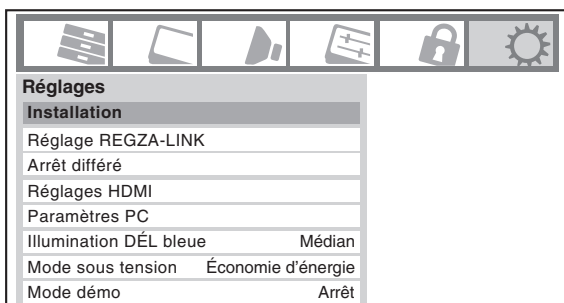 Réglages
Installation
Réglage REGZA-LINK
Arrêt différé
Réglages HDMI
Paramètres PC
Illumination DÉL bleue Médian
Mode sous tension Économie d'énergie
Mode démo Arrêt